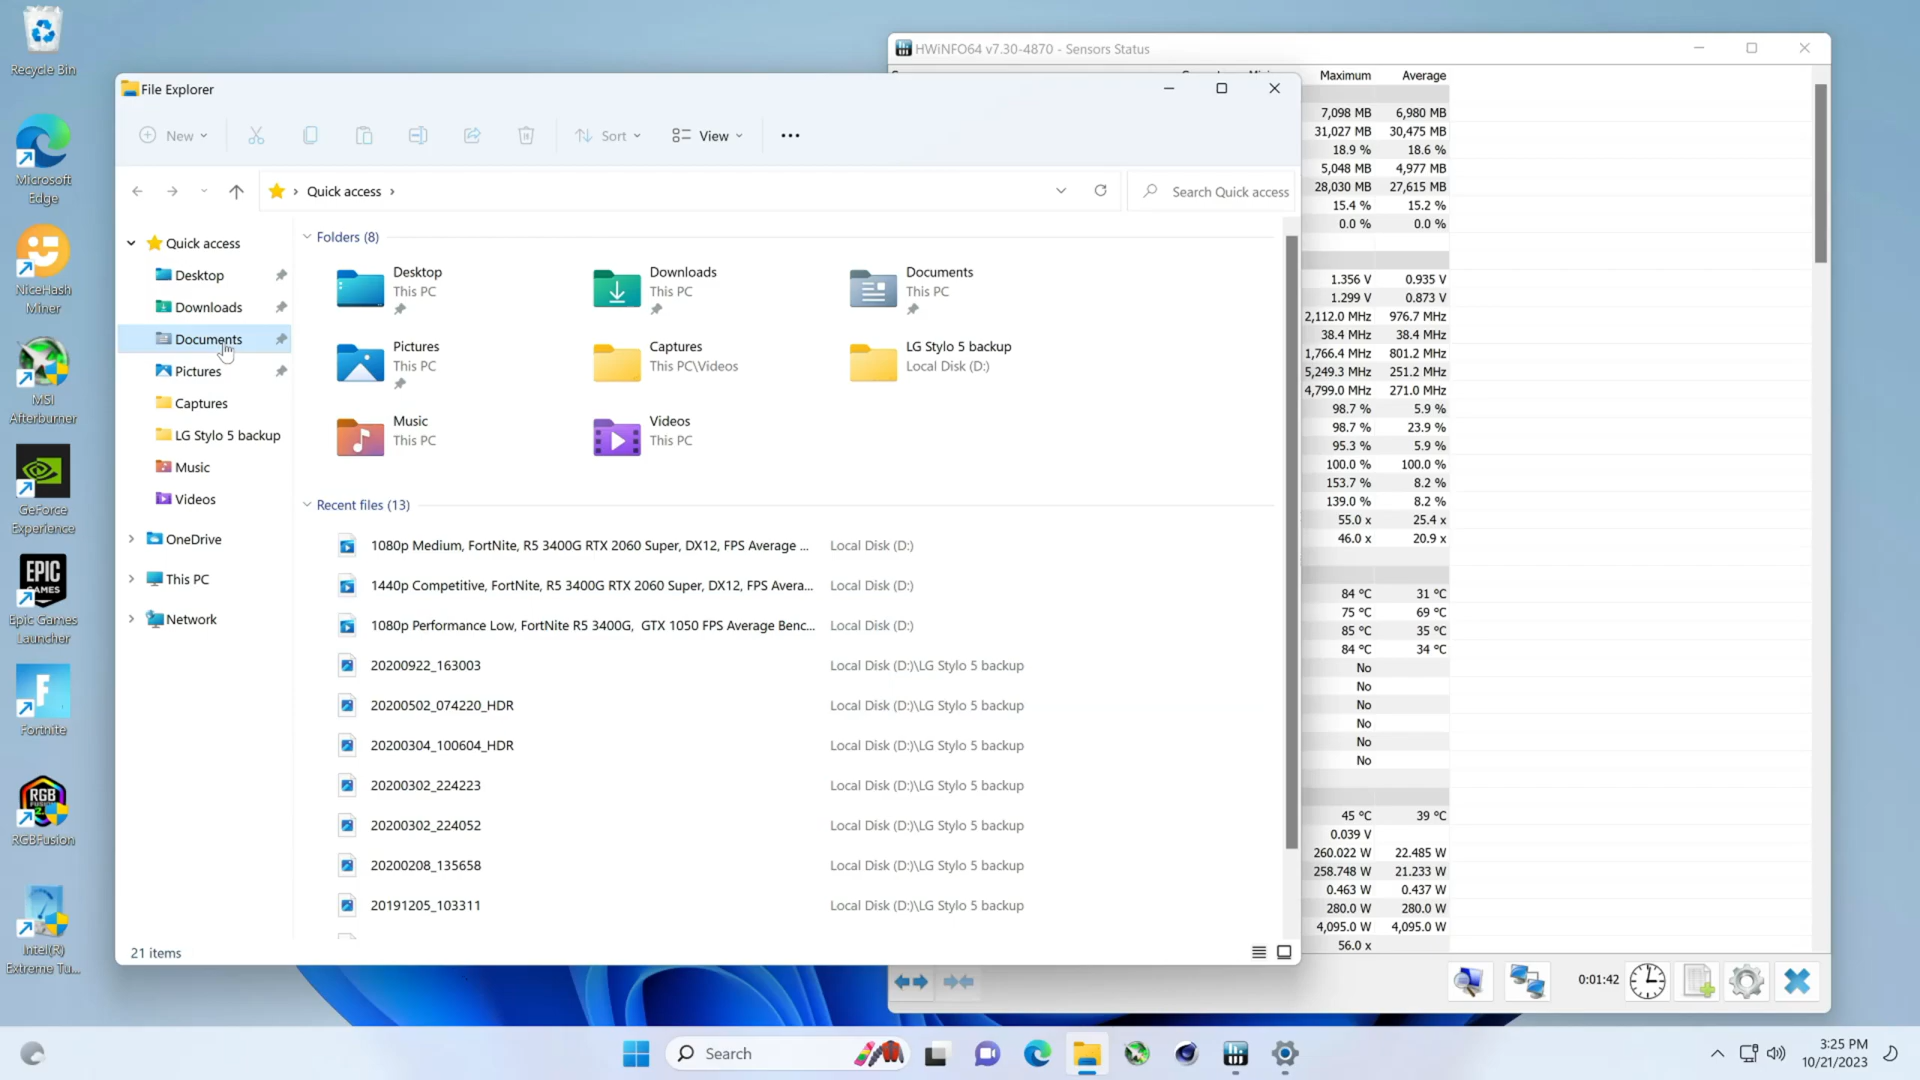 Recycle Bin
Microsoft
Edge
NiceHash
Miner
MSI
Afterburner
GeForce
Experience
EPIC
GAMES
Epic Games
Launcher
Fortnite
RGB
RGBFusion
Intel(R)
Extreme Tu...
File Explorer
New
Sort
View
Quick access
Search Quick access
Quick access
Desktop
Downloads
Documents
Pictures
Captures
LG Stylo 5 backup
Music
Videos
OneDrive
This PC
Network
Folders (8)
Desktop
This PC
Downloads
This PC
Documents
This PC
Pictures
This PC
Captures
This PC\Videos
LG Stylo 5 backup
Local Disk (D:)
Music
This PC
Videos
This PC
Recent files (13)
1080p Medium, FortNite, R5 3400G RTX 2060 Super, DX12, FPS Average ... Local Disk (D:)
1440p Competitive, FortNite, R5 3400G RTX 2060 Super, DX12, FPS Avera... Local Disk (D:)
1080p Performance Low, FortNite R5 3400G, GTX 1050 FPS Average Benc... Local Disk (D:)
20200922_163003 Local Disk (D:)\LG Stylo 5 backup
20200502_074220_HDR Local Disk (D:)\LG Stylo 5 backup
20200304_100604_HDR Local Disk (D:)\LG Stylo 5 backup
20200302_224223 Local Disk (D:)\LG Stylo 5 backup
20200302_224052 Local Disk (D:)\LG Stylo 5 backup
20200208_135658 Local Disk (D:)\LG Stylo 5 backup
20191205_103311 Local Disk (D:)\LG Stylo 5 backup
21 items
HWiNFO64 v7.30-4870 - Sensors Status
Maximum Average
7,098 MB 6,980 MB
31,027 MB 30,475 MB
18.9 % 18.6 %
5,048 MB 4,977 MB
28,030 MB 27,615 MB
15.4 % 15.2 %
0.0 % 0.0 %
1.356 V 0.935 V
1.299 V 0.873 V
2,112.0 MHz 976.7 MHz
38.4 MHz 38.4 MHz
1,766.4 MHz 801.2 MHz
5,249.3 MHz 251.2 MHz
4,799.0 MHz 271.0 MHz
98.7 % 5.9 %
98.7 % 23.9 %
95.3 % 5.9 %
100.0 % 100.0 %
153.7 % 8.2 %
139.0 % 8.2 %
55.0 x 25.4 x
46.0 x 20.9 x
84 °C 31 °C
75 °C 69 °C
85 °C 35 °C
84 °C 34 °C
No
No
No
No
No
No
45 °C 39 °C
0.039 V
260.022 W 22.485 W
258.748 W 21.233 W
0.463 W 0.437 W
280.0 W 280.0 W
4,095.0 W 4,095.0 W
56.0 x
0:01:42
Search
3:25 PM
10/21/2023